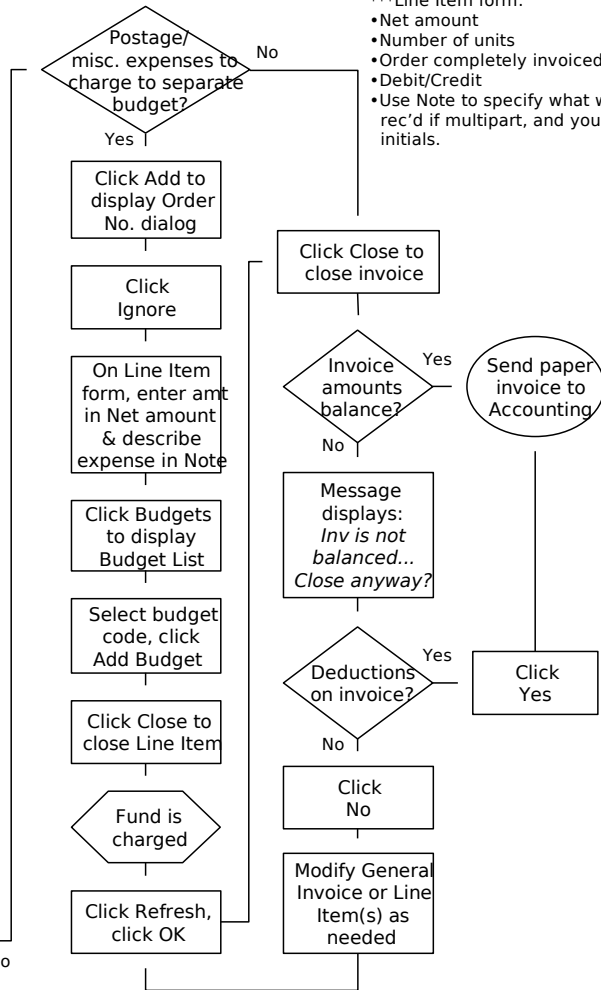 ***Line Item form:
•Net amount
•Number of units
•Order completely invoiced
•Debit/Credit
•Use Note to specify what
rec'd if multipart, and you
initials.
Postage/
misc. expenses to
charge to separate
budget?
No
Yes
Click Add to
display Order
No. dialog
Click
Ignore
On Line Item
form, enter amt
in Net amount
& describe
expense in Note
Click Budgets
to display
Budget List
Select budget
code, click
Add Budget
Click Close to
close Line Item
Fund is
charged
Click Refresh,
click OK
Click Close to
close invoice
Invoice
amounts
balance?
Yes
No
Send paper
invoice to
Accounting
Message
displays:
Inv is not
balanced...
Close anyway?
Deductions
on invoice?
Yes
No
Click
Yes
Click
No
Modify General
Invoice or Line
Item(s) as
needed
o